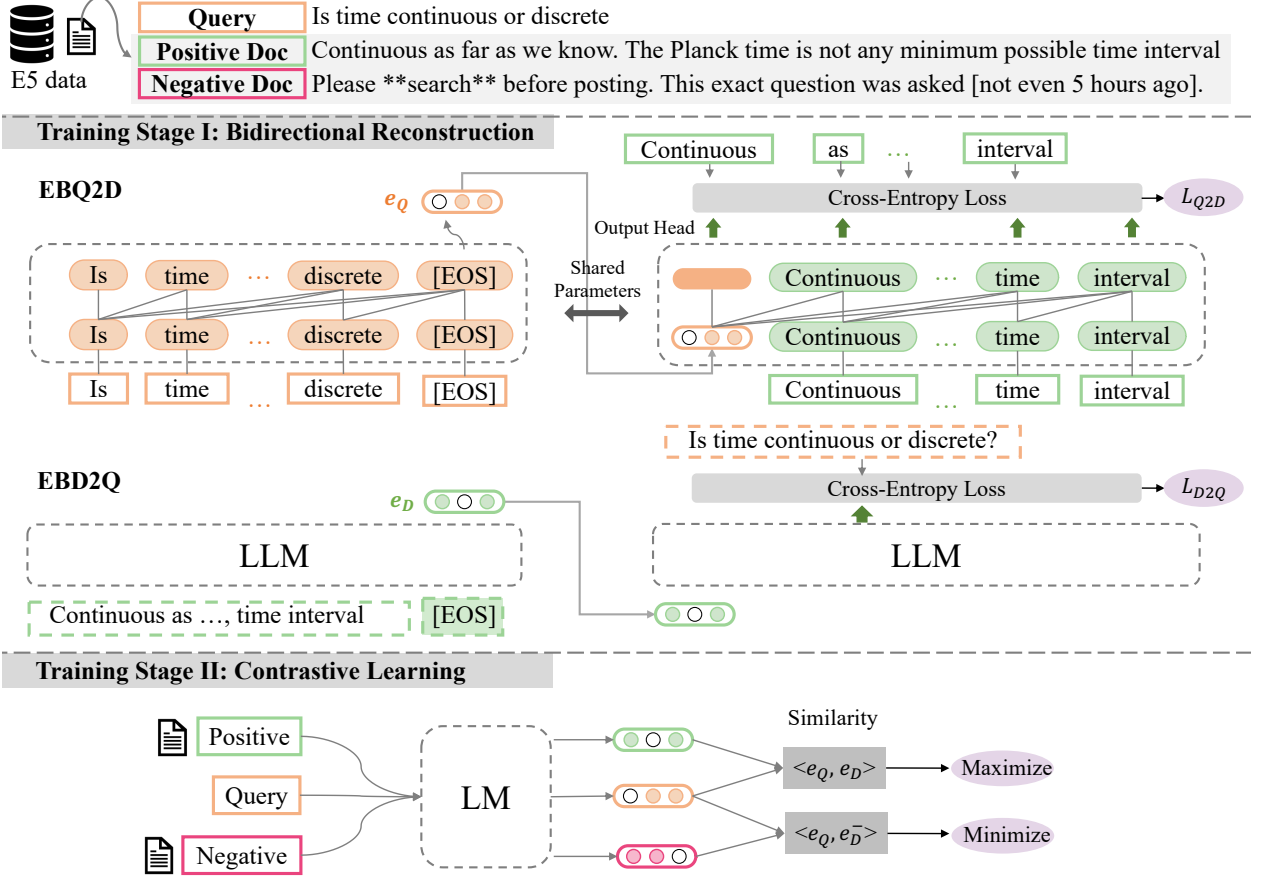 E5 data
Query Is time continuous or discrete
Positive Doc Continuous as far as we know. The Planck time is not any minimum possible time interval
Negative Doc Please **search** before posting. This exact question was asked [not even 5 hours ago].
Training Stage I: Bidirectional Reconstruction
Continuous as ... interval
EBQ2D
e_Q
Cross-Entropy Loss
L_{Q2D}
Output Head
Is time ... discrete [EOS]
Shared
Parameters
Continuous ... time interval
Is time ... discrete [EOS]
Continuous ... time interval
Is time ... discrete [EOS]
Continuous ... time interval
Is time continuous or discrete?
EBD2Q
e_D
Cross-Entropy Loss
L_{D2Q}
LLM
LLM
Continuous as ..., time interval [EOS]
Training Stage II: Contrastive Learning
Similarity
Positive
Query
Negative
LM
<e_Q, e_D>
Maximize
<e_Q, e_D^->
Minimize